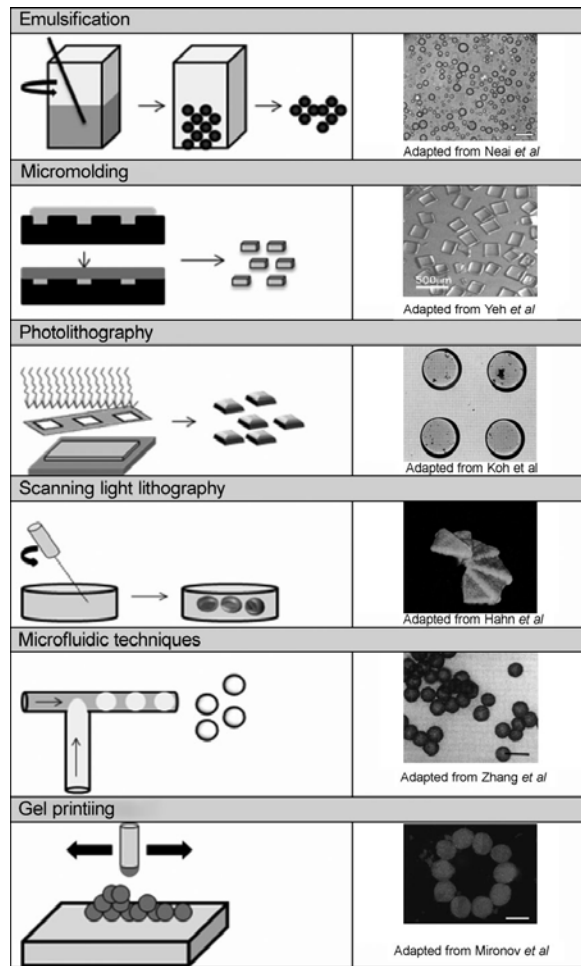 Emulsification
Adapted from Neai et al
Micromolding
500μm
Adapted from Yeh et al
Photolithography
Adapted from Koh et al
Scanning light lithography
Adapted from Hahn et al
Microfluidic techniques
Adapted from Zhang et al
Gel printiing
Adapted from Mironov et al